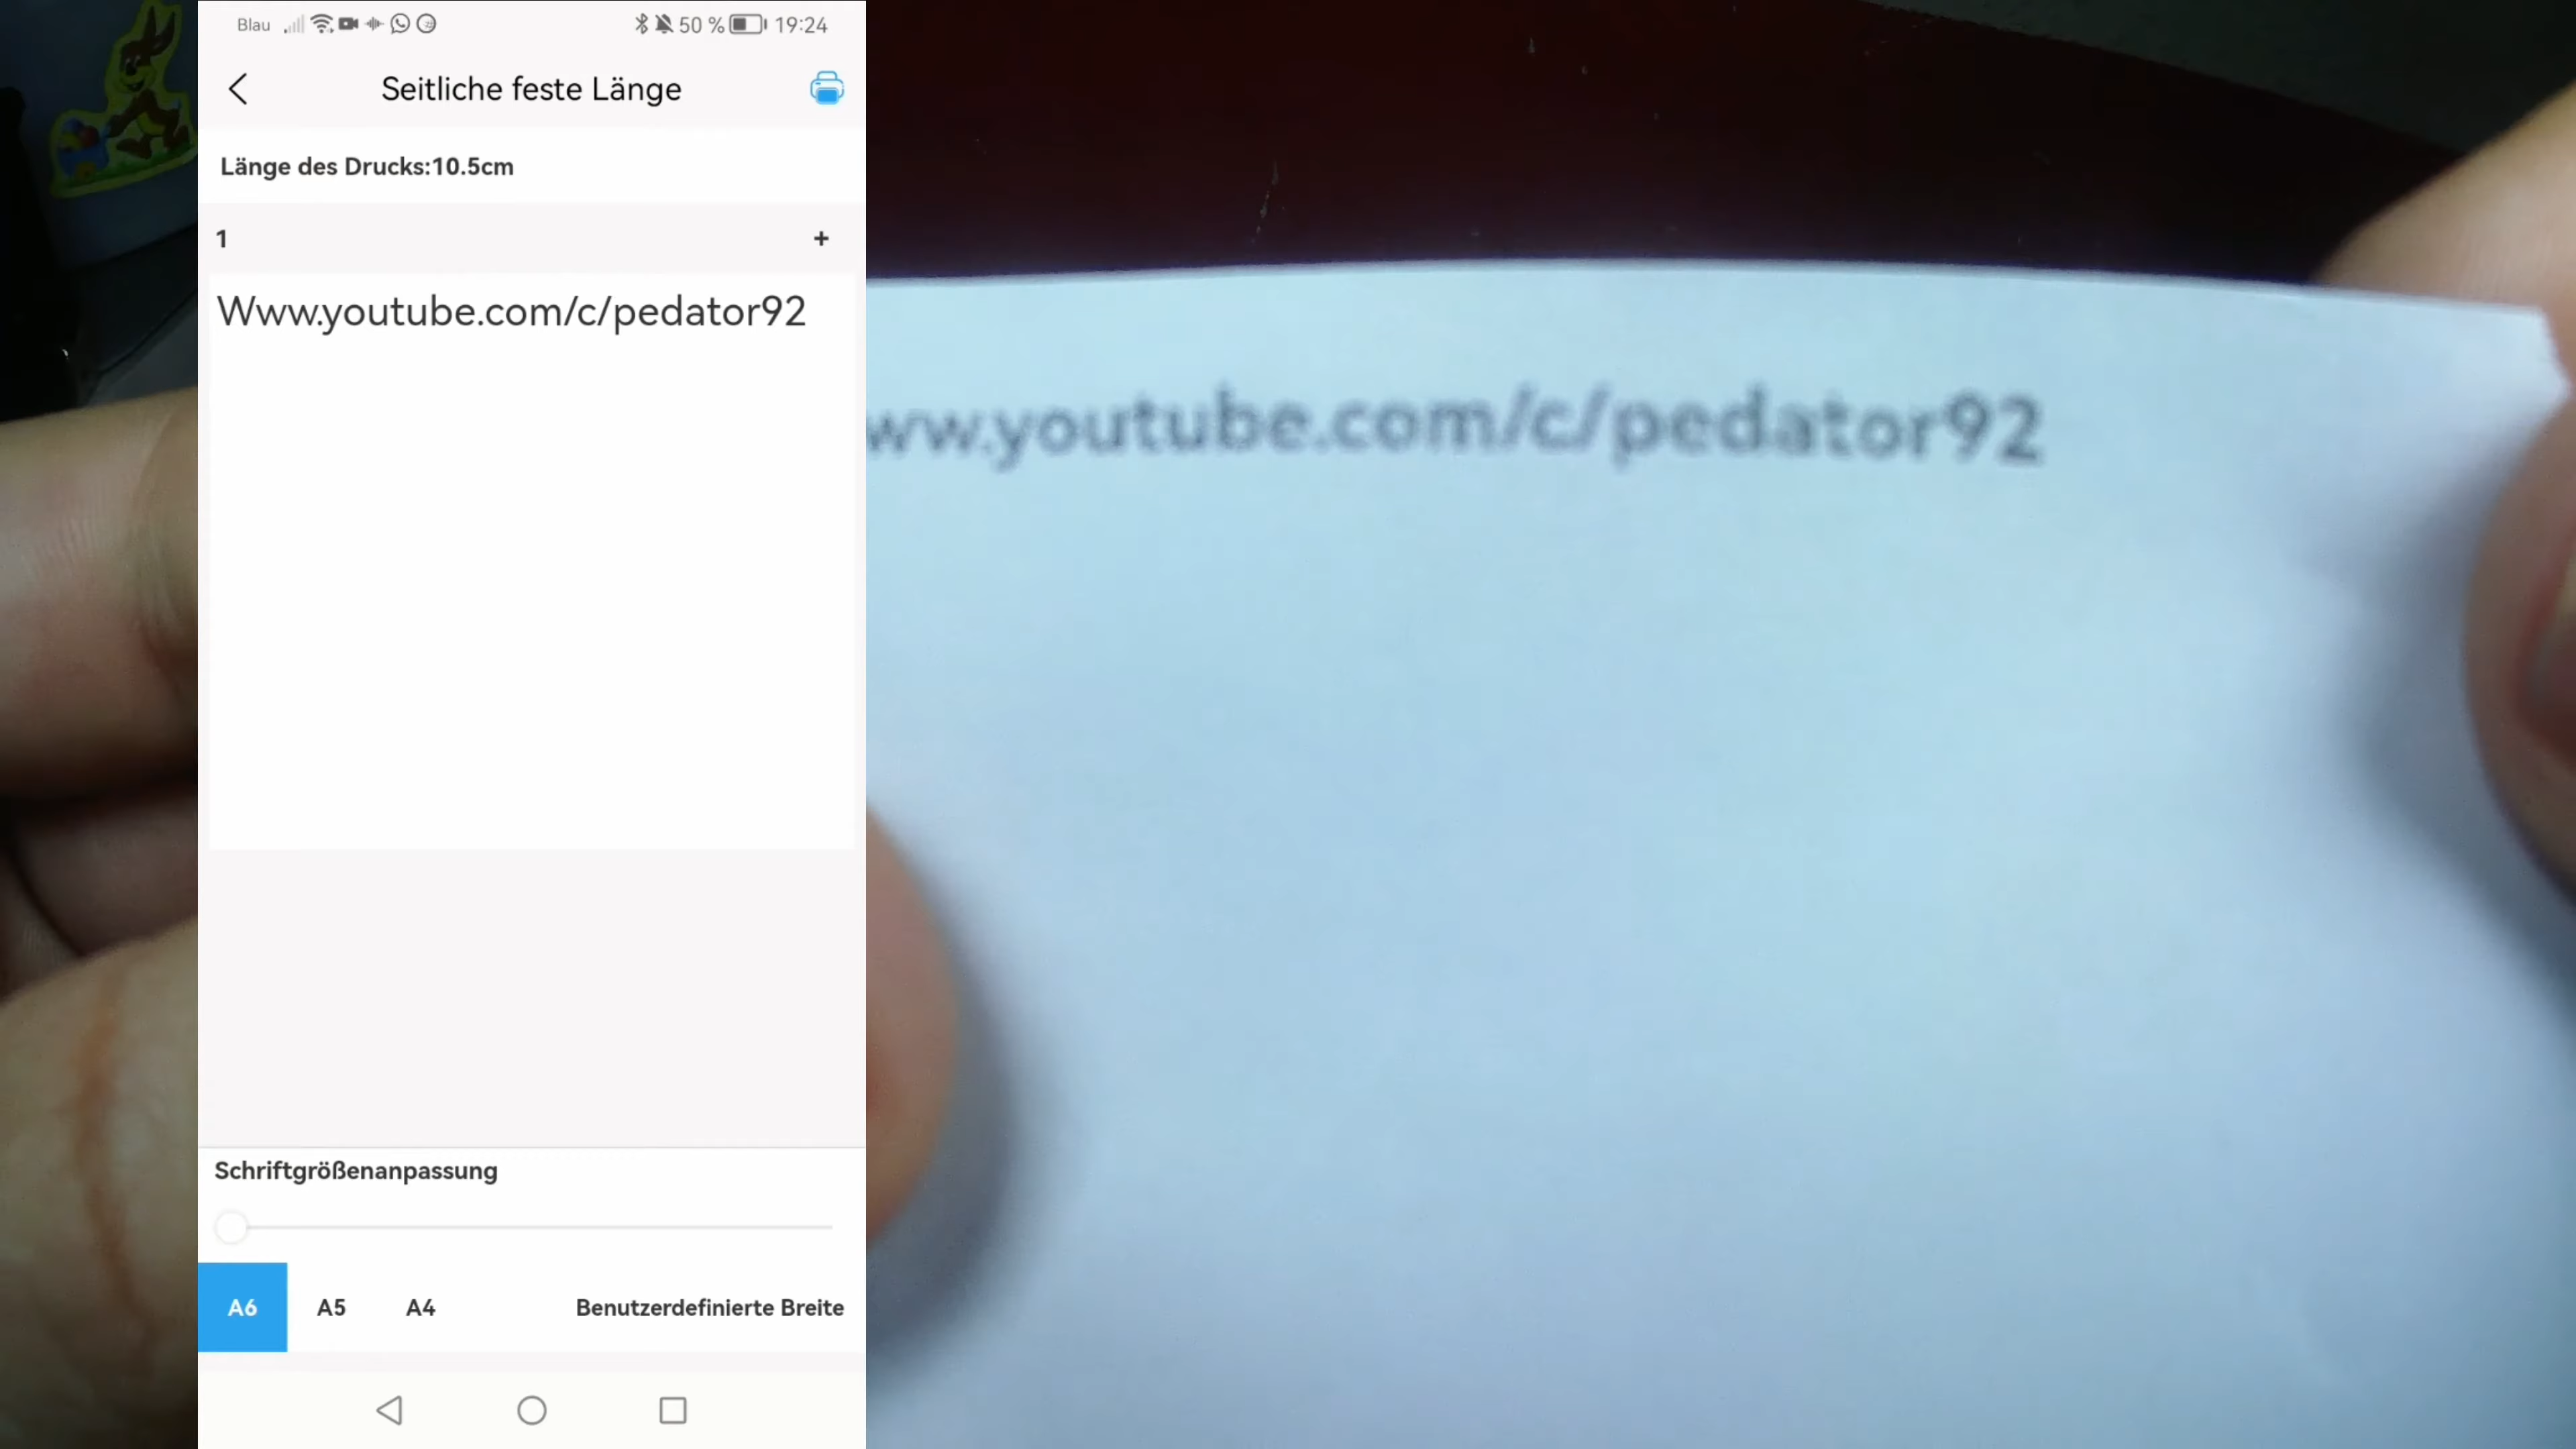 Blau 50 % 19:24
Seitliche feste Länge
Länge des Drucks:10.5cm
1 +
Www.youtube.com/c/pedator92
ww.youtube.com/c/pedator92
Schriftgrößenanpassung
A6 A5 A4 Benutzerdefinierte Breite